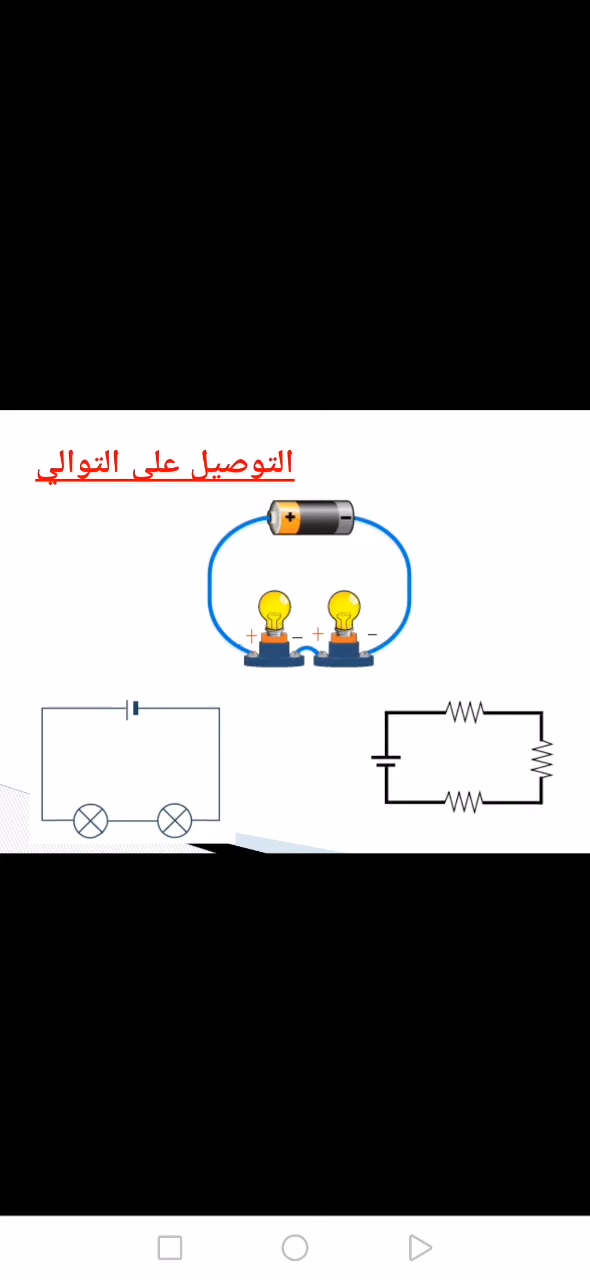 التوصيل على التوالي
+ −
+ − + −